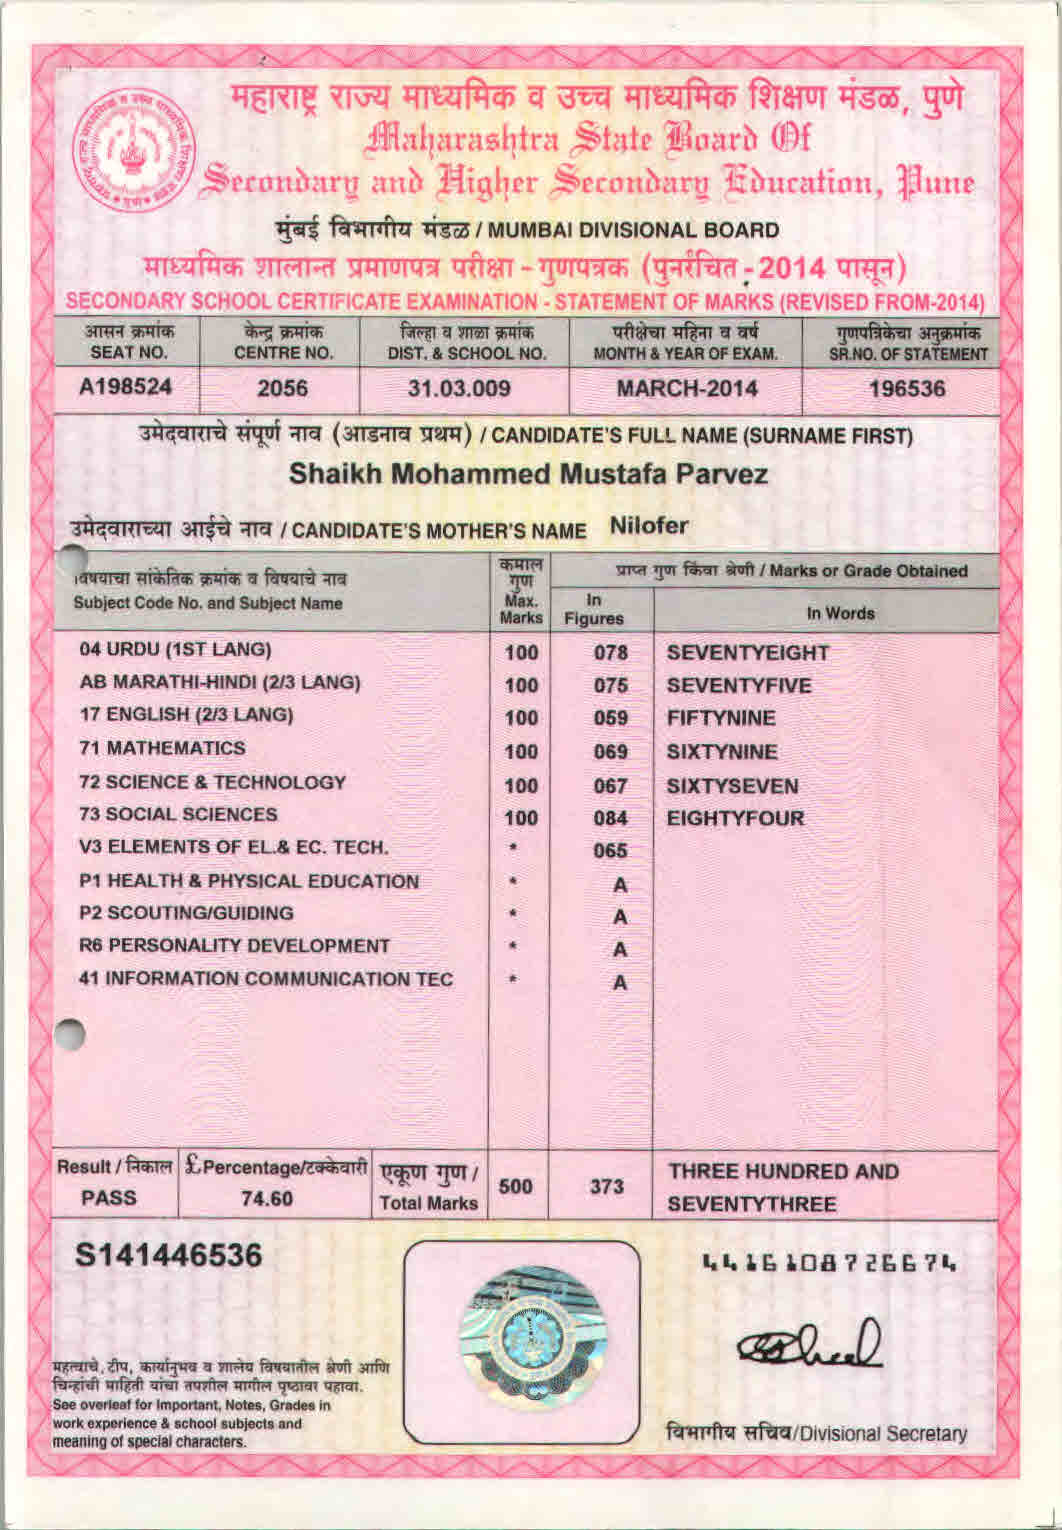 महाराष्ट्र राज्य माध्यमिक व उच्च माध्यमिक शिक्षण मंडळ, पुणे
Maharashtra State Board Of
Secondary and Higher Secondary Education, Pune
मुंबई विभागीय मंडळ / MUMBAI DIVISIONAL BOARD
माध्यमिक शालान्त प्रमाणपत्र परीक्षा - गुणपत्रक (पुनर्रचित - 2014 पासून)
SECONDARY SCHOOL CERTIFICATE EXAMINATION - STATEMENT OF MARKS (REVISED FROM-2014)
आसन क्रमांक केन्द्र क्रमांक जिल्हा व शाळा क्रमांक परीक्षेचा महिना व वर्ष गुणपत्रिकेचा अनुक्रमांक
SEAT NO. CENTRE NO. DIST. & SCHOOL NO. MONTH & YEAR OF EXAM. SR.NO. OF STATEMENT
A198524 2056 31.03.009 MARCH-2014 196536
उमेदवाराचे संपूर्ण नाव (आडनाव प्रथम) / CANDIDATE'S FULL NAME (SURNAME FIRST)
Shaikh Mohammed Mustafa Parvez
उमेदवाराच्या आईचे नाव / CANDIDATE'S MOTHER'S NAME Nilofer
विषयाचा सांकेतिक क्रमांक व विषयाचे नाव
Subject Code No. and Subject Name
कमाल
गुण
Max.
Marks
प्राप्त गुण किंवा श्रेणी / Marks or Grade Obtained
In
Figures
In Words
04 URDU (1ST LANG) 100 078 SEVENTYEIGHT
AB MARATHI-HINDI (2/3 LANG) 100 075 SEVENTYFIVE
17 ENGLISH (2/3 LANG) 100 059 FIFTYNINE
71 MATHEMATICS 100 069 SIXTYNINE
72 SCIENCE & TECHNOLOGY 100 067 SIXTYSEVEN
73 SOCIAL SCIENCES 100 084 EIGHTYFOUR
V3 ELEMENTS OF EL.& EC. TECH. * 065
P1 HEALTH & PHYSICAL EDUCATION * A
P2 SCOUTING/GUIDING * A
R6 PERSONALITY DEVELOPMENT * A
41 INFORMATION COMMUNICATION TEC * A
Result / निकाल £Percentage/टक्केवारी एकूण गुण / 500 373 THREE HUNDRED AND
PASS 74.60 Total Marks SEVENTYTHREE
S141446536
4416108726674
महत्वाचे, टीप, कार्यानुभव व शालेय विषयातील श्रेणी आणि
चिन्हांची माहिती यांचा तपशील मागील पृष्ठावर पहावा.
See overleaf for Important, Notes, Grades in
work experience & school subjects and
meaning of special characters.
विभागीय सचिव/Divisional Secretary